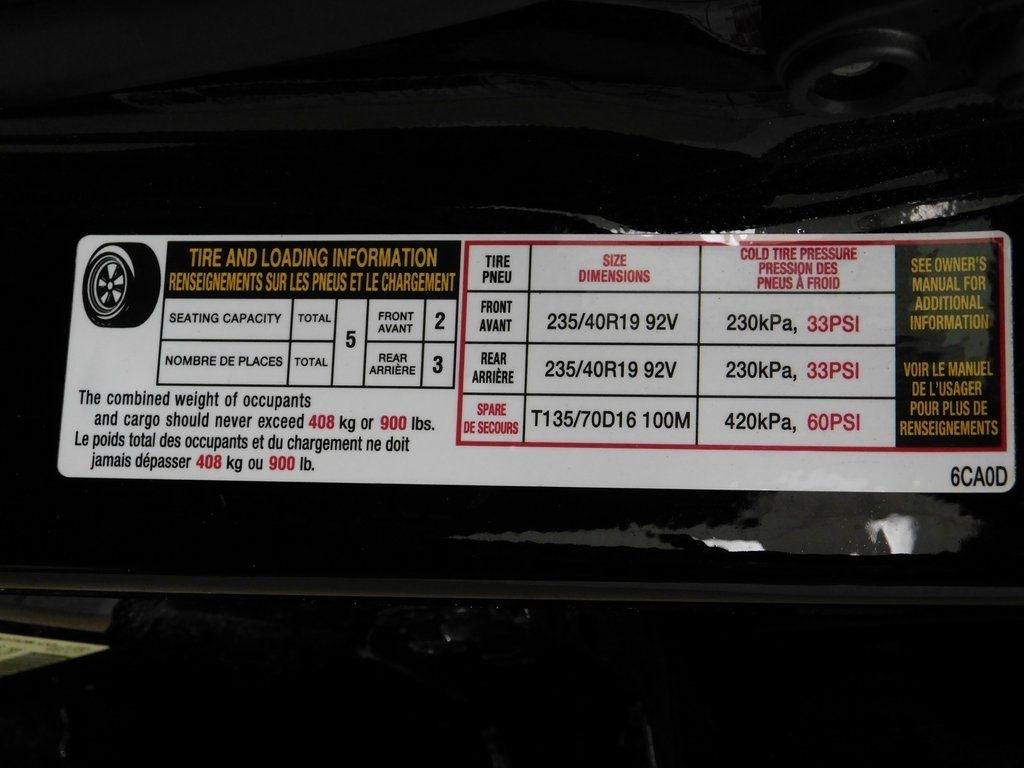 TIRE AND LOADING INFORMATION
RENSEIGNEMENTS SUR LES PNEUS ET LE CHARGEMENT
SEATING CAPACITY TOTAL 5 FRONT AVANT 2
NOMBRE DE PLACES TOTAL REAR ARRIÈRE 3
The combined weight of occupants
and cargo should never exceed 408 kg or 900 lbs.
Le poids total des occupants et du chargement ne doit
jamais dépasser 408 kg ou 900 lb.
TIRE PNEU SIZE DIMENSIONS COLD TIRE PRESSURE PRESSION DES PNEUS À FROID
FRONT AVANT 235/40R19 92V 230kPa, 33PSI
REAR ARRIÈRE 235/40R19 92V 230kPa, 33PSI
SPARE DE SECOURS T135/70D16 100M 420kPa, 60PSI
SEE OWNER'S
MANUAL FOR
ADDITIONAL
INFORMATION
VOIR LE MANUEL
DE L'USAGER
POUR PLUS DE
RENSEIGNEMENTS
6CA0D